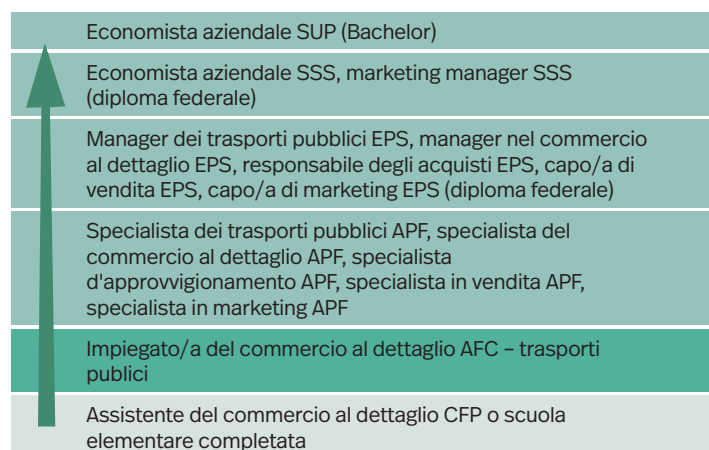 Economista aziendale SUP (Bachelor)
Economista aziendale SSS, marketing manager SSS
(diploma federale)
Manager dei trasporti pubblici EPS, manager nel commercio
al dettaglio EPS, responsabile degli acquisti EPS, capo/a di
vendita EPS, capo/a di marketing EPS (diploma federale)
Specialista dei trasporti pubblici APF, specialista del
commercio al dettaglio APF, specialista
d'approvvigionamento APF, specialista in vendita APF,
specialista in marketing APF
Impiegato/a del commercio al dettaglio AFC – trasporti
publici
Assistente del commercio al dettaglio CFP o scuola
elementare completata